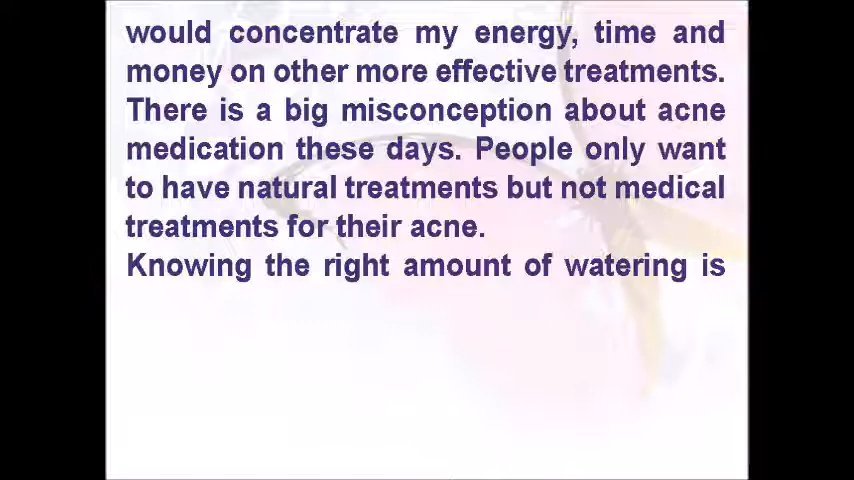 would concentrate my energy, time and
money on other more effective treatments.
There is a big misconception about acne
medication these days. People only want
to have natural treatments but not medical
treatments for their acne.
Knowing the right amount of watering is